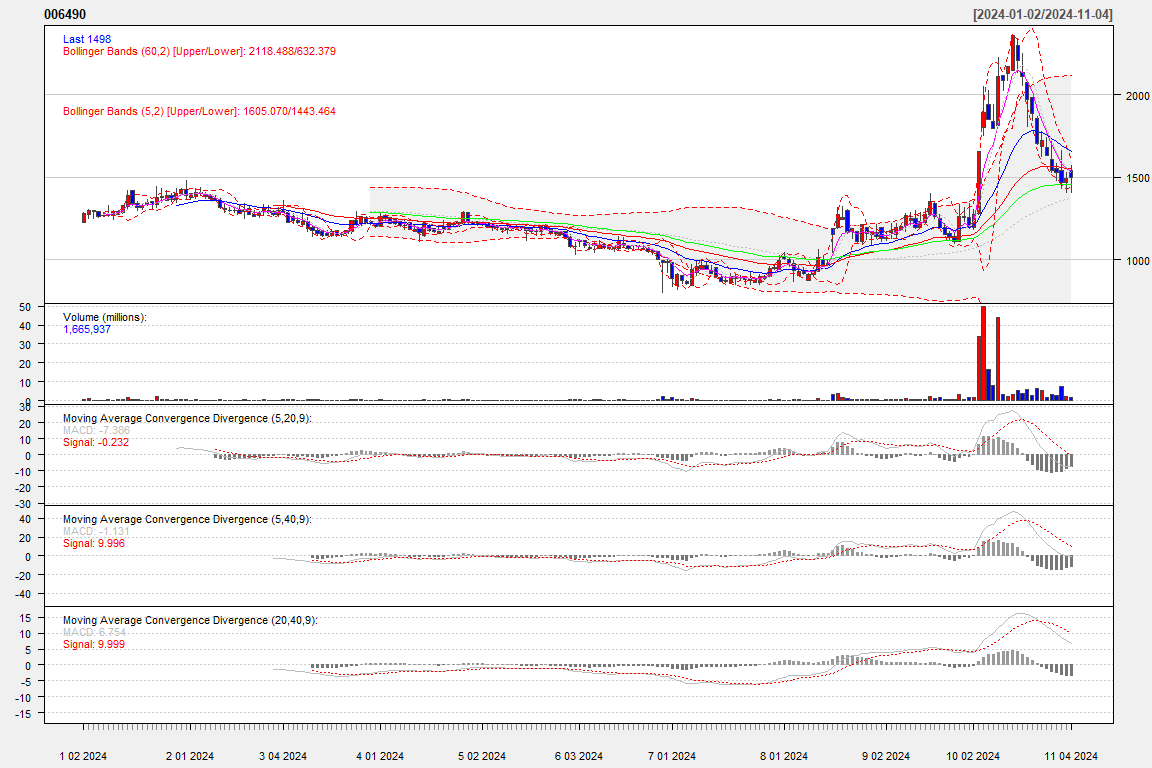 006490 [2024-01-02/2024-11-04]
Last 1498
Bollinger Bands (60,2) [Upper/Lower]: 2118.488/632.379
Bollinger Bands (5,2) [Upper/Lower]: 1605.070/1443.464
2000
1500
1000
Volume (millions):
1,665,937
50
40
30
20
10
0
Moving Average Convergence Divergence (5,20,9):
MACD: -7.386
Signal: -0.232
30
20
10
0
-10
-20
-30
Moving Average Convergence Divergence (5,40,9):
MACD: -1.131
Signal: 9.996
40
20
0
-20
-40
Moving Average Convergence Divergence (20,40,9):
MACD: 6.754
Signal: 9.999
15
10
5
0
-5
-10
-15
1 02 2024 2 01 2024 3 04 2024 4 01 2024 5 02 2024 6 03 2024 7 01 2024 8 01 2024 9 02 2024 10 02 2024 11 04 2024